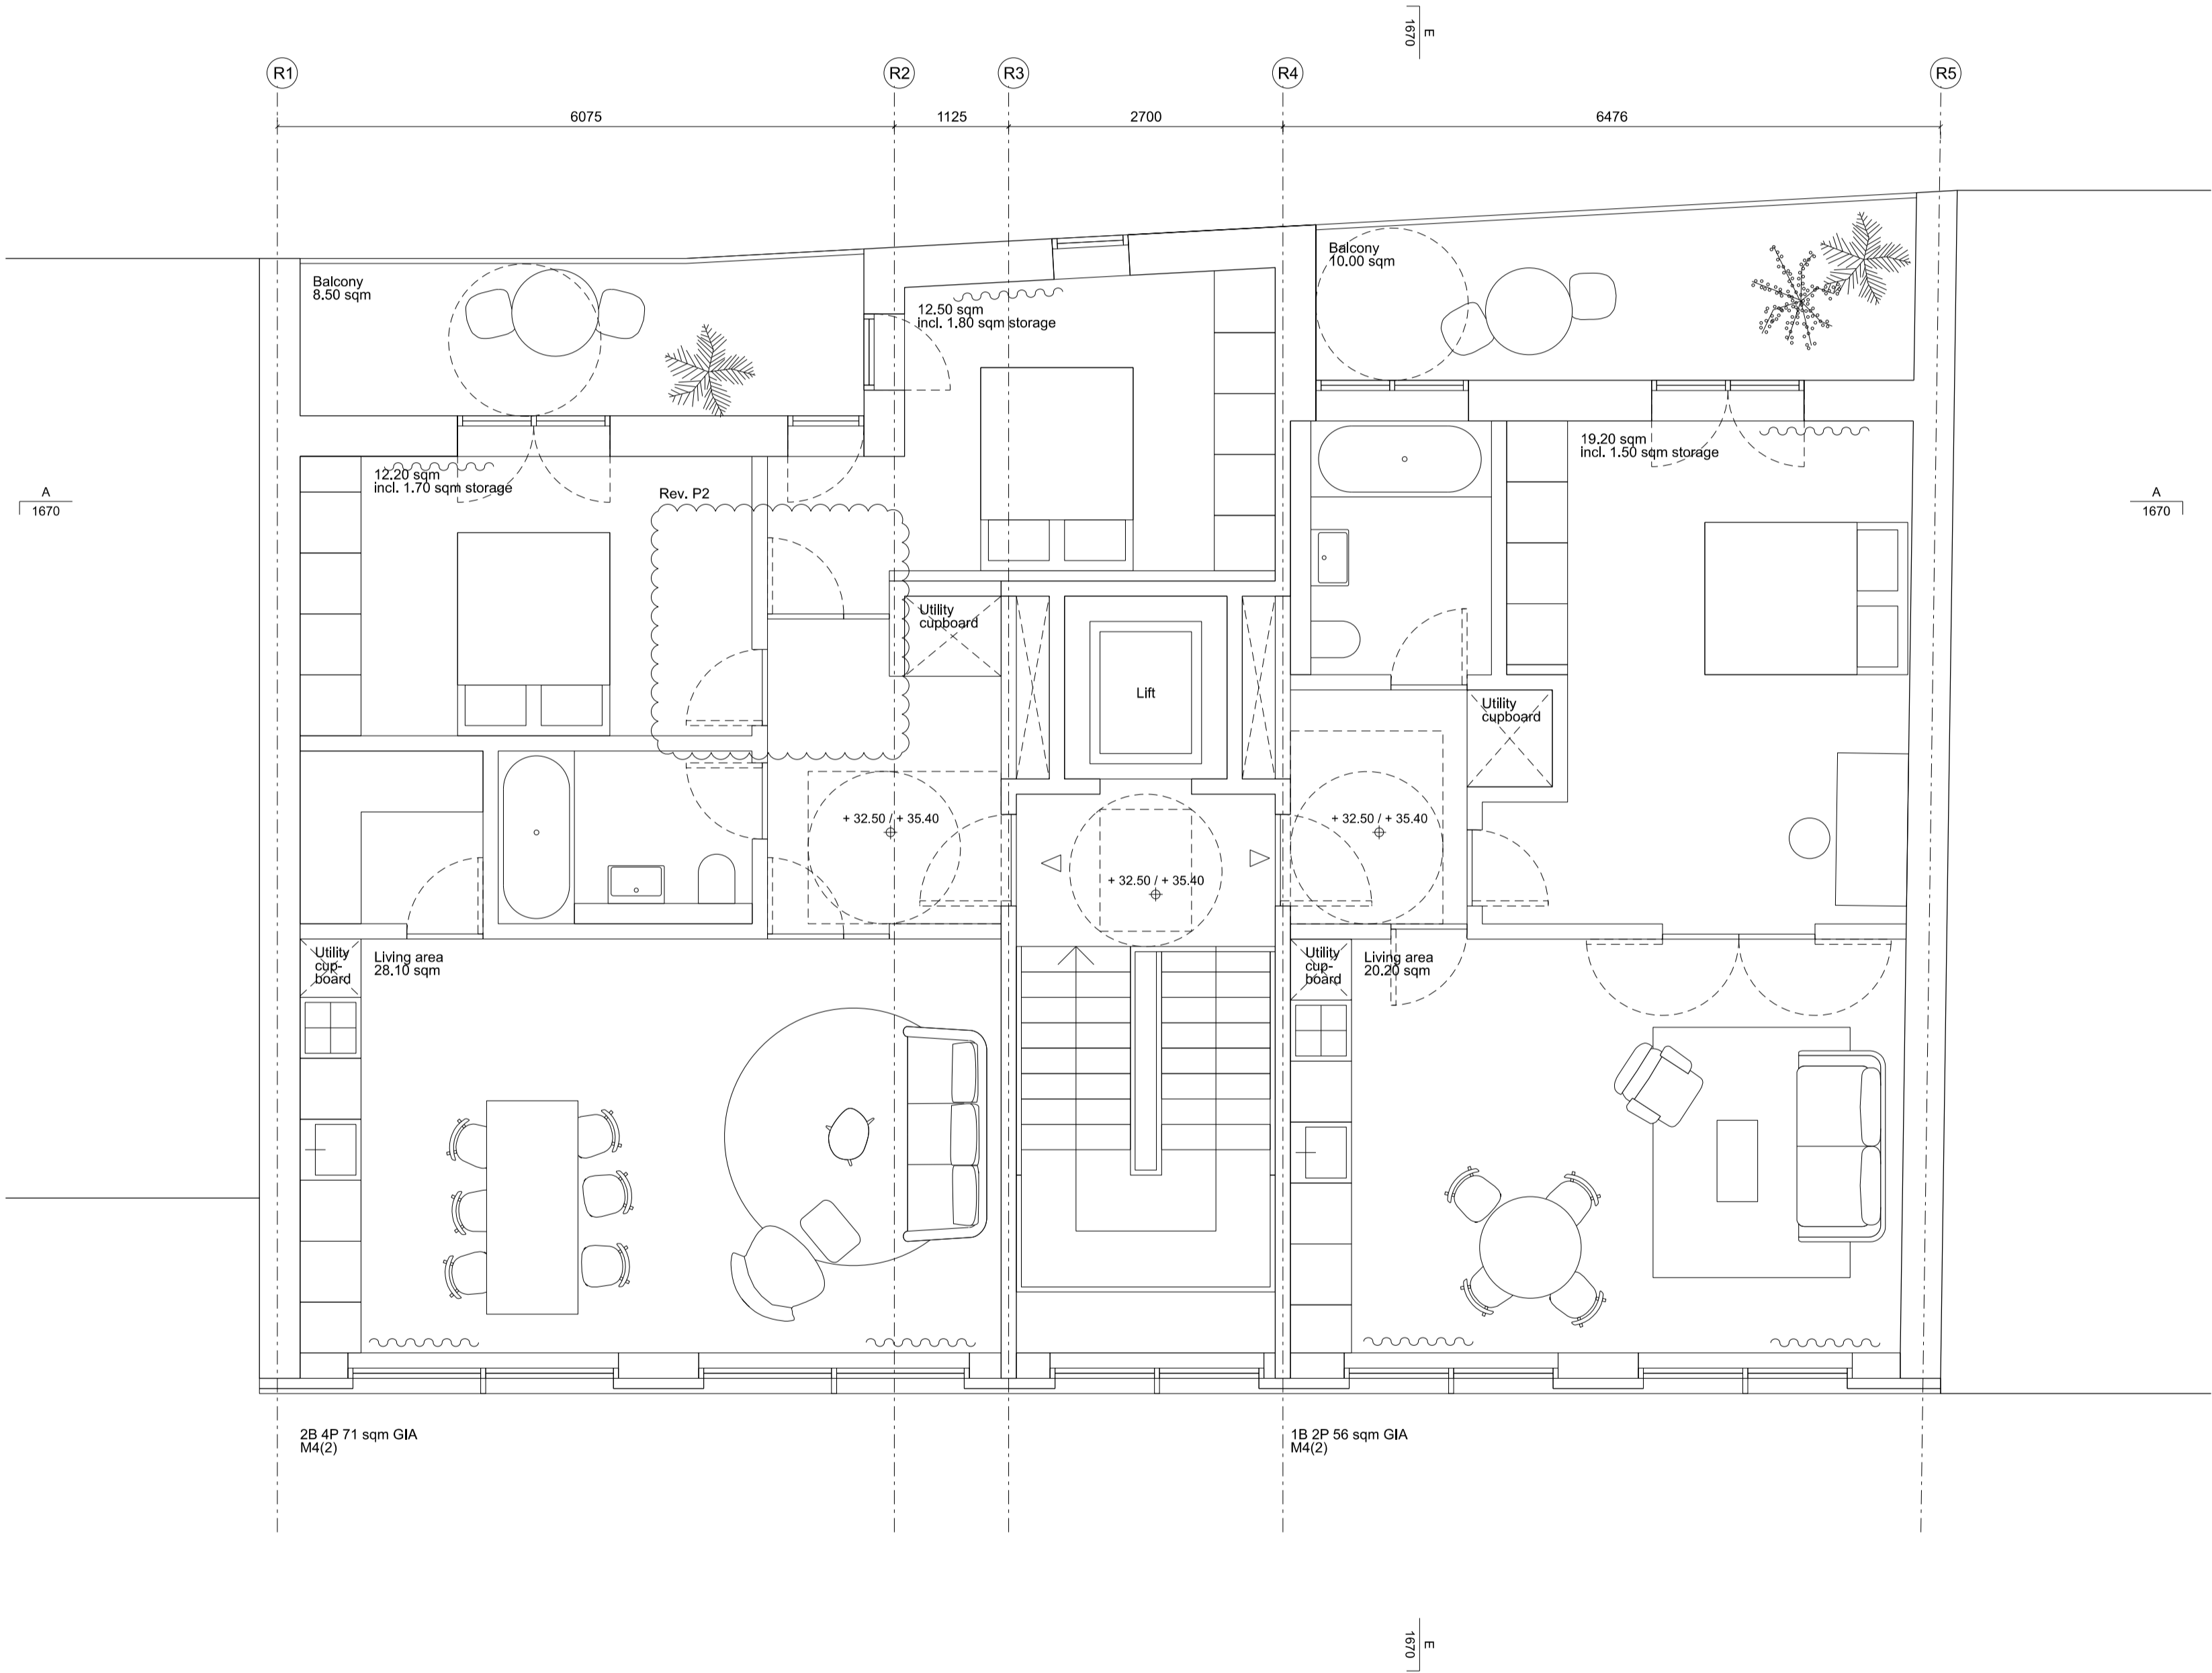 E
1670
R1
R2
R3
R4
R5
6075
1125
2700
6476
Balcony
8.50 sqm
Balcony
10.00 sqm
12.50 sqm
incl. 1.80 sqm storage
19.20 sqm
incl. 1.50 sqm storage
12.20 sqm
incl. 1.70 sqm storage
Rev. P2
A
1670
A
1670
Utility
cupboard
Lift
Utility
cupboard
+ 32.50 / + 35.40
+ 32.50 / + 35.40
+ 32.50 / + 35.40
Utility
cup-
board
Living area
28.10 sqm
Utility
cup-
board
Living area
20.20 sqm
2B 4P 71 sqm GIA
M4(2)
1B 2P 56 sqm GIA
M4(2)
E
1670